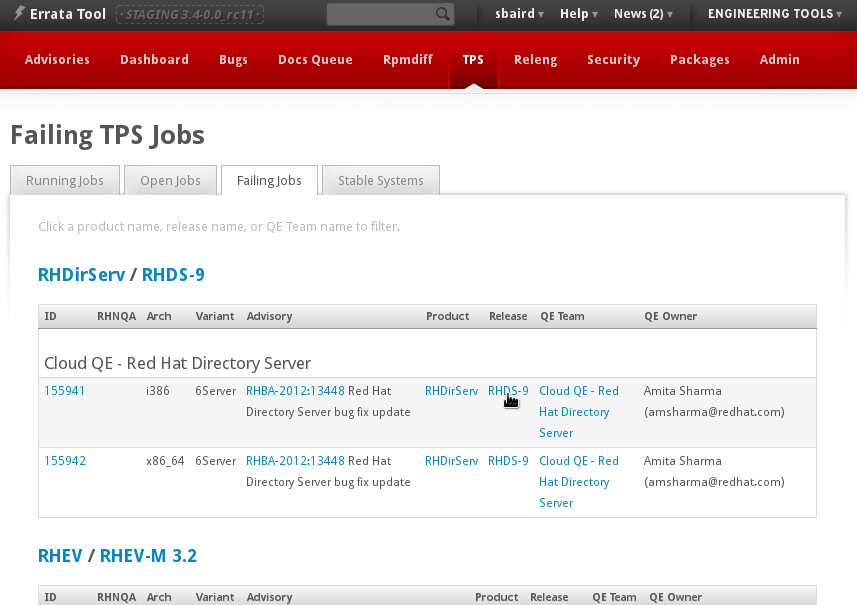 Errata Tool STAGING 3.4-0.0_rc11 sbaird Help News (2) ENGINEERING TOOLS
Advisories Dashboard Bugs Docs Queue Rpmdiff TPS Releng Security Packages Admin
Failing TPS Jobs
Running Jobs Open Jobs Failing Jobs Stable Systems
Click a product name, release name, or QE Team name to filter.
RHDirServ / RHDS-9
ID RHNQA Arch Variant Advisory Product Release QE Team QE Owner
Cloud QE - Red Hat Directory Server
155941 i386 6Server RHBA-2012:13448 Red Hat RHDirServ RHDS-9 Cloud QE - Red Amita Sharma
Directory Server bug fix update Hat Directory (amsharma@redhat.com)
Server
155942 x86_64 6Server RHBA-2012:13448 Red Hat RHDirServ RHDS-9 Cloud QE - Red Amita Sharma
Directory Server bug fix update Hat Directory (amsharma@redhat.com)
Server
RHEV / RHEV-M 3.2
ID RHNQA Arch Variant Advisory Product Release QE Team QE Owner